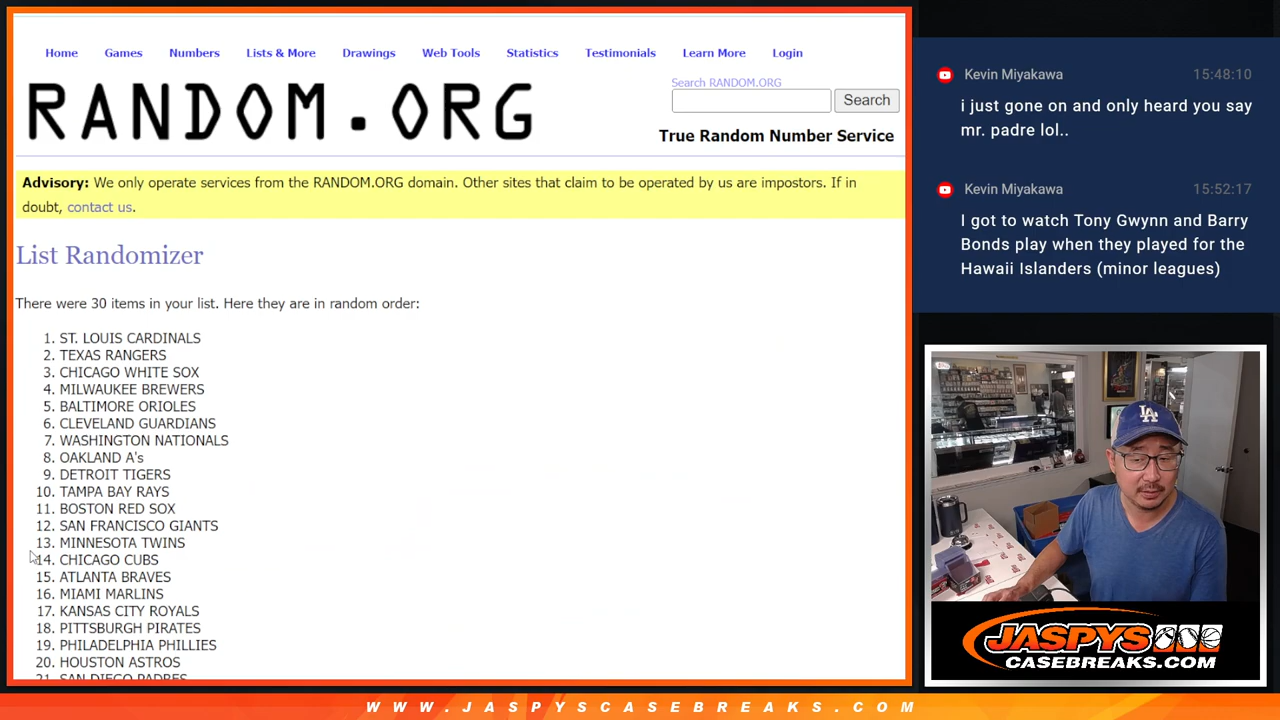 Home Games Numbers Lists & More Drawings Web Tools Statistics Testimonials Learn More Login
RANDOM.ORG
Search RANDOM.ORG
Search
True Random Number Service
Advisory: We only operate services from the RANDOM.ORG domain. Other sites that claim to be operated by us are impostors. If in
doubt, contact us.
List Randomizer
There were 30 items in your list. Here they are in random order:
1. ST. LOUIS CARDINALS
2. TEXAS RANGERS
3. CHICAGO WHITE SOX
4. MILWAUKEE BREWERS
5. BALTIMORE ORIOLES
6. CLEVELAND GUARDIANS
7. WASHINGTON NATIONALS
8. OAKLAND A's
9. DETROIT TIGERS
10. TAMPA BAY RAYS
11. BOSTON RED SOX
12. SAN FRANCISCO GIANTS
13. MINNESOTA TWINS
14. CHICAGO CUBS
15. ATLANTA BRAVES
16. MIAMI MARLINS
17. KANSAS CITY ROYALS
18. PITTSBURGH PIRATES
19. PHILADELPHIA PHILLIES
20. HOUSTON ASTROS
21. SAN DIEGO PADRES
Kevin Miyakawa 15:48:10
i just gone on and only heard you say
mr. padre lol..
Kevin Miyakawa 15:52:17
I got to watch Tony Gwynn and Barry
Bonds play when they played for the
Hawaii Islanders (minor leagues)
LA
JASPYS
CASEBREAKS.COM
WWW.JASPYSCASEBREAKS.COM